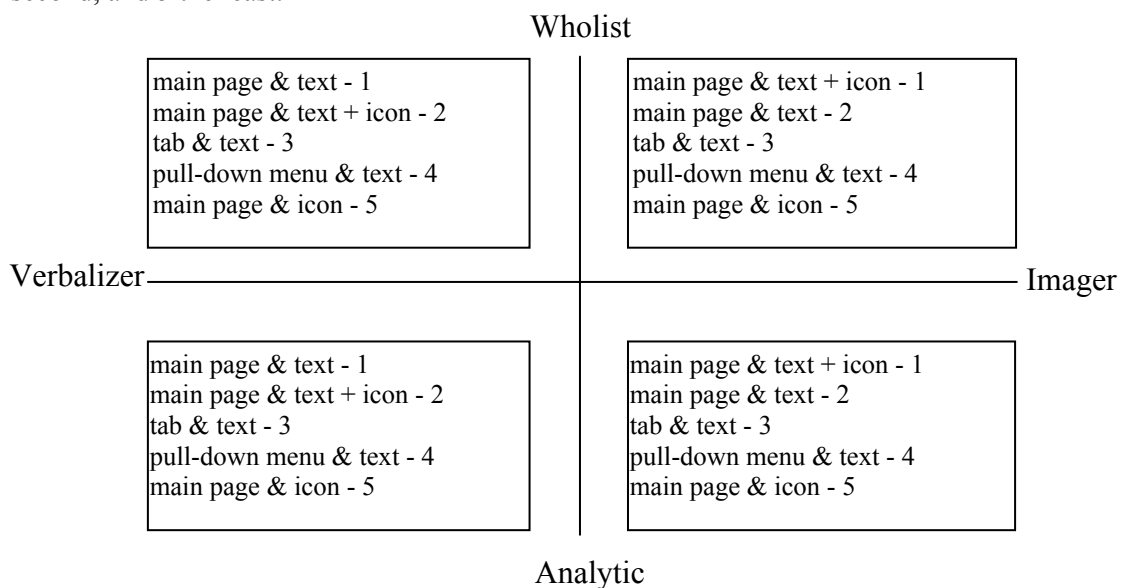 Wholist
main page & text - 1
main page & text + icon - 2
tab & text - 3
pull-down menu & text - 4
main page & icon - 5
main page & text + icon - 1
main page & text - 2
tab & text - 3
pull-down menu & text - 4
main page & icon - 5
Verbalizer
Imager
main page & text - 1
main page & text + icon - 2
tab & text - 3
pull-down menu & text - 4
main page & icon - 5
main page & text + icon - 1
main page & text - 2
tab & text - 3
pull-down menu & text - 4
main page & icon - 5
Analytic